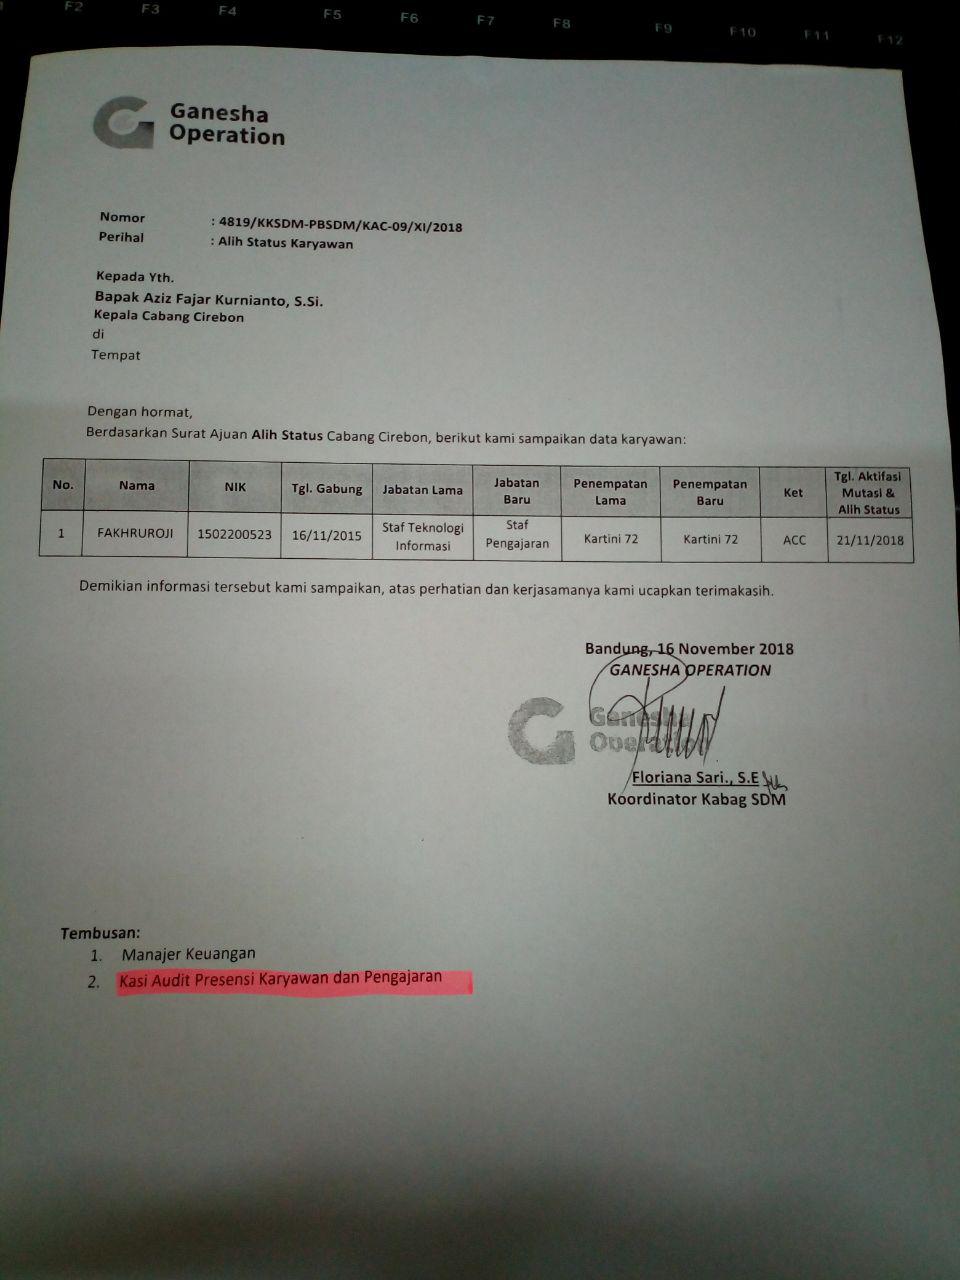 F2 F3 F4 F5 F6 F7 F8 F9 F10 F11 F12
Ganesha
Operation
Nomor : 4819/KKSDM-PBSDM/KAC-09/XI/2018
Perihal : Alih Status Karyawan
Kepada Yth.
Bapak Aziz Fajar Kurnianto, S.Si.
Kepala Cabang Cirebon
di
Tempat
Dengan hormat,
Berdasarkan Surat Ajuan Alih Status Cabang Cirebon, berikut kami sampaikan data karyawan:
No. Nama NIK Tgl. Gabung Jabatan Lama Jabatan Baru Penempatan Lama Penempatan Baru Ket Tgl. Aktifasi Mutasi & Alih Status
1 FAKHRUROJI 1502200523 16/11/2015 Staf Teknologi Informasi Staf Pengajaran Kartini 72 Kartini 72 ACC 21/11/2018
Demikian informasi tersebut kami sampaikan, atas perhatian dan kerjasamanya kami ucapkan terimakasih.
Bandung, 16 November 2018
GANESHA OPERATION
Ganesha
Operation
Floriana Sari., S.E
Koordinator Kabag SDM
Tembusan:
1. Manajer Keuangan
2. Kasi Audit Presensi Karyawan dan Pengajaran